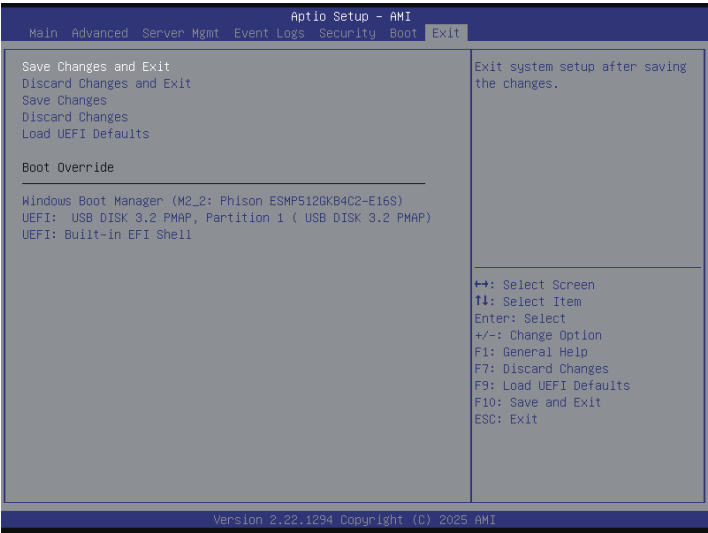 Aptio Setup - AMI
Main Advanced Server Mgmt Event Logs Security Boot Exit
Save Changes and Exit
Discard Changes and Exit
Save Changes
Discard Changes
Load UEFI Defaults
Boot Override
Windows Boot Manager (M2_2: Phison ESMP512GKB4C2-E16S)
UEFI:  USB DISK 3.2 PMAP, Partition 1 ( USB DISK 3.2 PMAP)
UEFI: Built-in EFI Shell
Exit system setup after saving
the changes.
↔: Select Screen
↑↓: Select Item
Enter: Select
+/-: Change Option
F1: General Help
F7: Discard Changes
F9: Load UEFI Defaults
F10: Save and Exit
ESC: Exit
Version 2.22.1294 Copyright (C) 2025 AMI